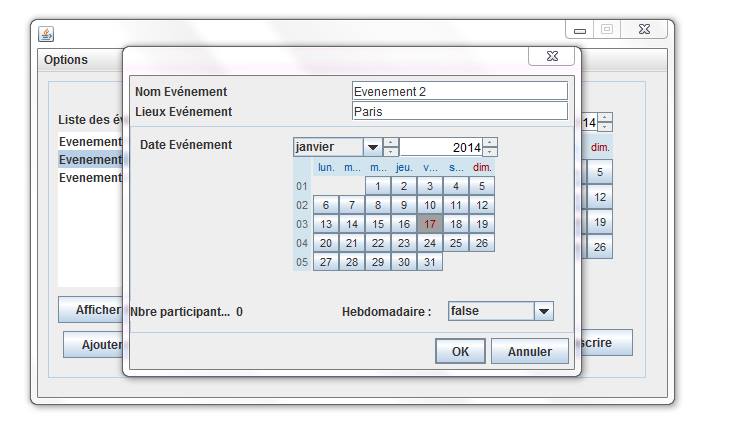 Options
Liste des
Evenement
Evenement
Evenement
Afficher
Ajouter
Nom Evénement Evenement 2
Lieux Evénement Paris
Date Evénement janvier 2014
lun. m... m... jeu. v... s... dim.
01 1 2 3 4 5
02 6 7 8 9 10 11 12
03 13 14 15 16 17 18 19
04 20 21 22 23 24 25 26
05 27 28 29 30 31
Nbre participant... 0 Hebdomadaire : false
OK Annuler
14
dim.
5
12
19
26
scrire